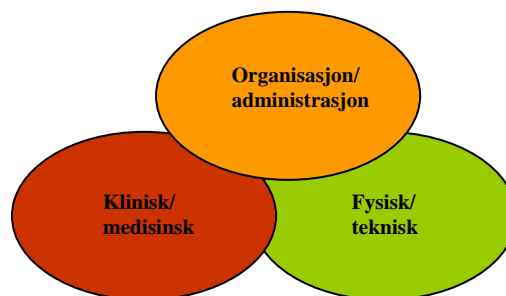 Organisasjon/
administrasjon
Klinisk/
medisinsk
Fysisk/
teknisk